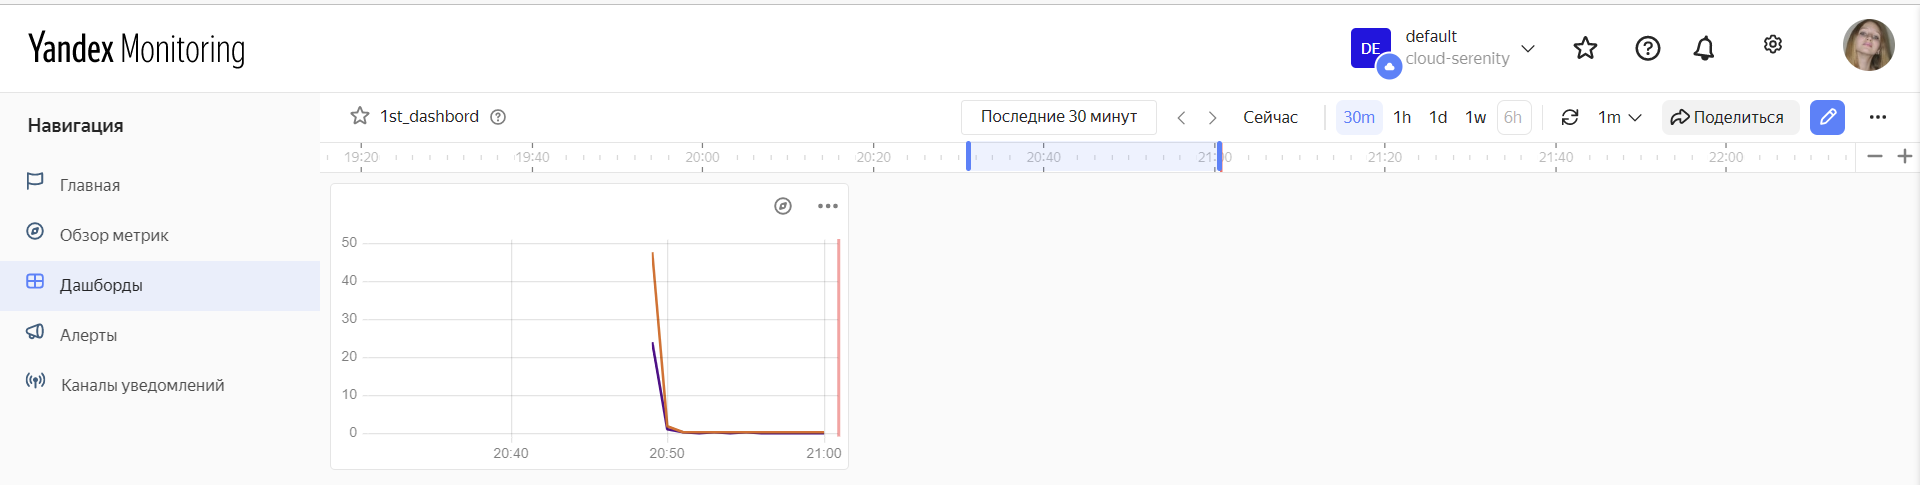 Yandex Monitoring
DE
default
cloud-serenity
Навигация
Главная
Обзор метрик
Дашборды
Алерты
Каналы уведомлений
1st_dashbord
Последние 30 минут
Сейчас
30m 1h 1d 1w 6h
1m
Поделиться
19:20 19:40 20:00 20:20 20:40 21:00 21:20 21:40 22:00
50
40
30
20
10
0
20:40 20:50 21:00